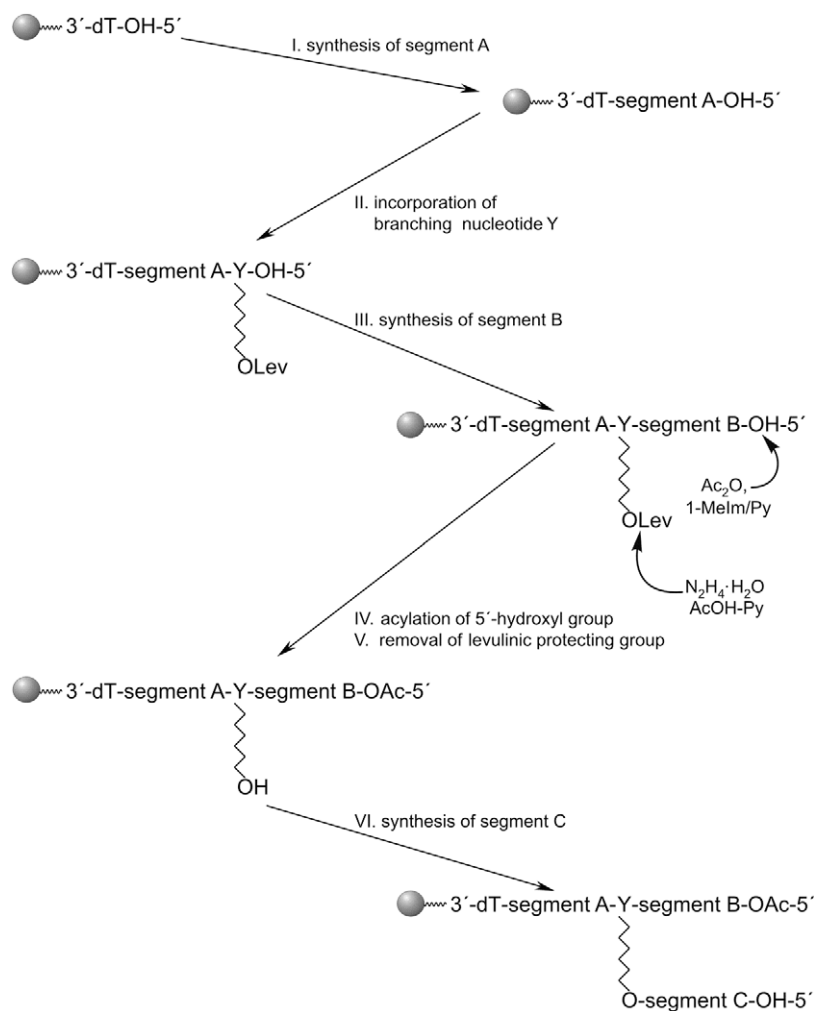 3´-dT-OH-5´
I. synthesis of segment A
3´-dT-segment A-OH-5´
II. incorporation of
branching nucleotide Y
3´-dT-segment A-Y-OH-5´
OLev
III. synthesis of segment B
3´-dT-segment A-Y-segment B-OH-5´
Ac₂O,
1-MeIm/Py
OLev
N₂H₄·H₂O
AcOH-Py
IV. acylation of 5´-hydroxyl group
V. removal of levulinic protecting group
3´-dT-segment A-Y-segment B-OAc-5´
OH
VI. synthesis of segment C
3´-dT-segment A-Y-segment B-OAc-5´
O-segment C-OH-5´